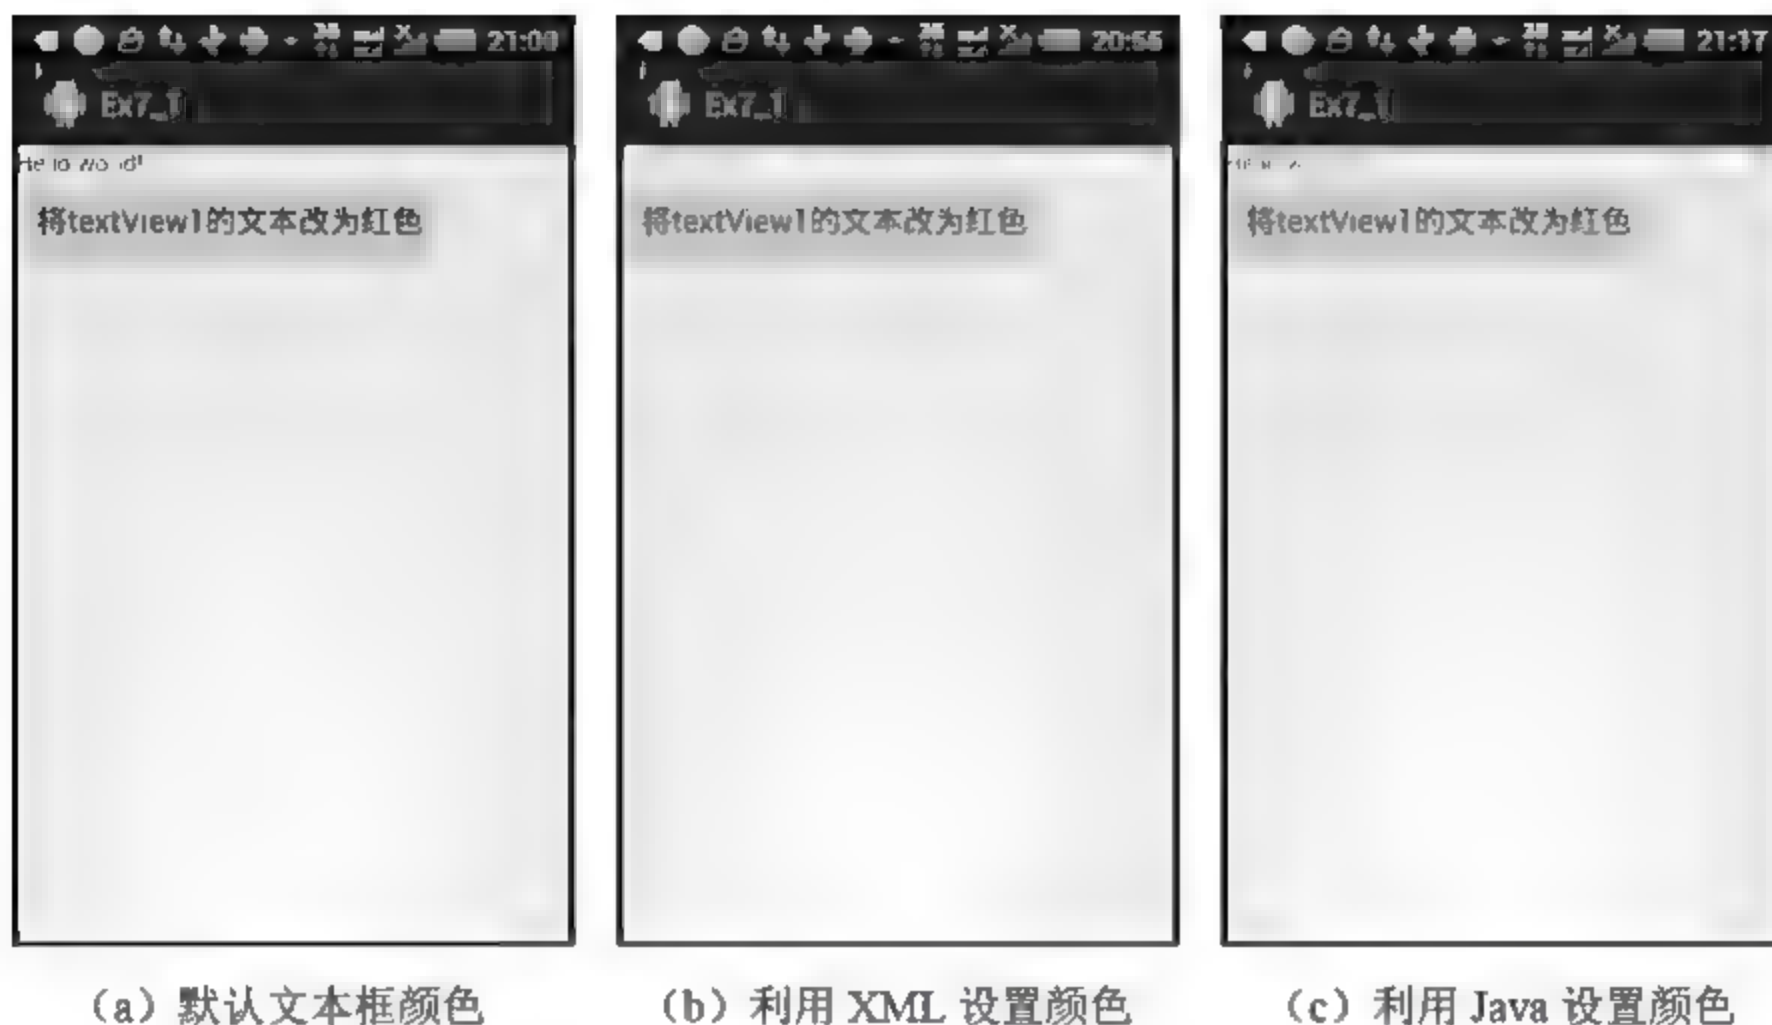 21:00
Ex7_1
Hello world!
将textView1的文本改为红色
(a) 默认文本框颜色
20:55
Ex7_1
将textView1的文本改为红色
(b) 利用 XML 设置颜色
21:17
Ex7_1
将textView1的文本改为红色
(c) 利用 Java 设置颜色